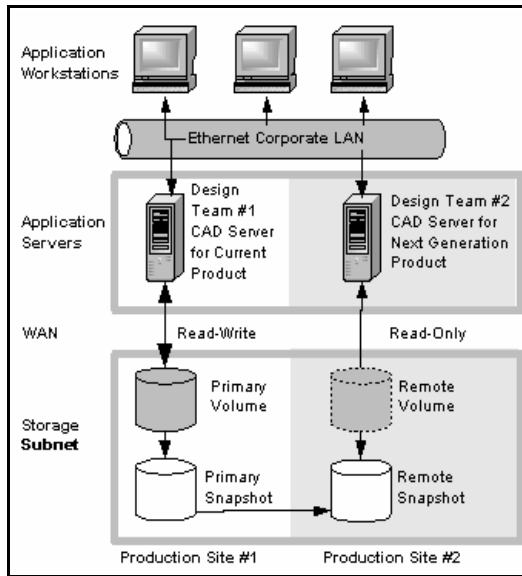 Application
Workstations
Ethernet Corporate LAN
Application
Servers
Design
Team #1
CAD Server
for Current
Product
Design Team #2
CAD Server for
Next Generation
Product
WAN
Read-Write
Read-Only
Storage
Subnet
Primary
Volume
Remote
Volume
Primary
Snapshot
Remote
Snapshot
Production Site #1
Production Site #2